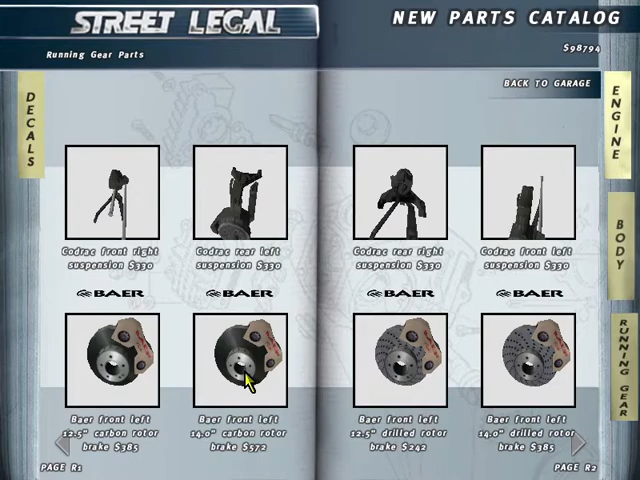 STREET LEGAL
NEW PARTS CATALOG
Running Gear Parts
$98794
BACK TO GARAGE
DECALS
ENGINE
BODY
RUNNING GEAR
Codrac front right
suspension $330
Codrac rear left
suspension $330
Codrac rear right
suspension $330
Codrac front left
suspension $330
BAER
BAER
BAER
BAER
Baer front left
12.5" carbon rotor
brake $385
Baer front left
14.0" carbon rotor
brake $572
Baer front left
12.5" drilled rotor
brake $242
Baer front left
14.0" drilled rotor
brake $385
PAGE R1
PAGE R2